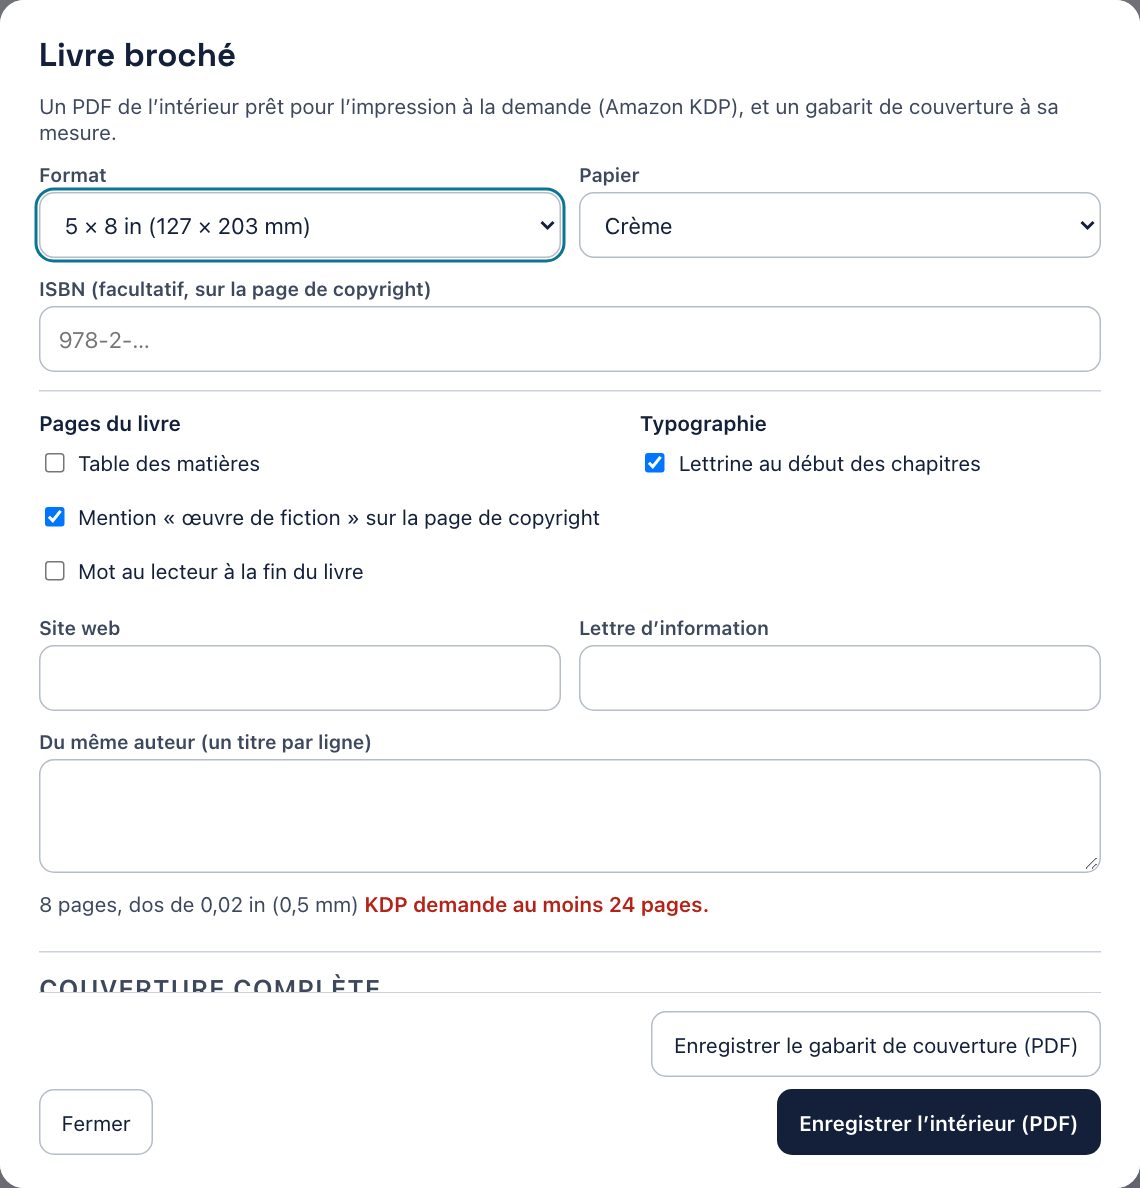 Livre broché
Un PDF de l’intérieur prêt pour l’impression à la demande (Amazon KDP), et un gabarit de couverture à sa
mesure.
Format
Papier
5 × 8 in (127 × 203 mm)
Crème
ISBN (facultatif, sur la page de copyright)
978-2-...
Pages du livre
Typographie
Table des matières
Lettrine au début des chapitres
Mention « œuvre de fiction » sur la page de copyright
Mot au lecteur à la fin du livre
Site web
Lettre d’information
Du même auteur (un titre par ligne)
8 pages, dos de 0,02 in (0,5 mm) KDP demande au moins 24 pages.
COUVERTURE COMPLÈTE
Enregistrer le gabarit de couverture (PDF)
Fermer
Enregistrer l’intérieur (PDF)